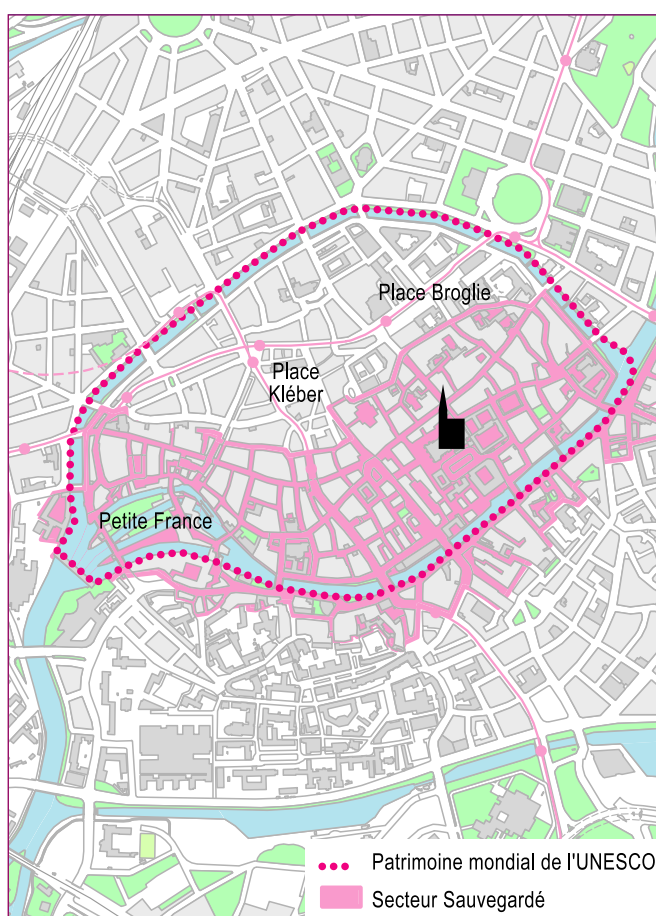 Place Broglie
Place
Kléber
Petite France
Patrimoine mondial de l'UNESCO
Secteur Sauvegardé